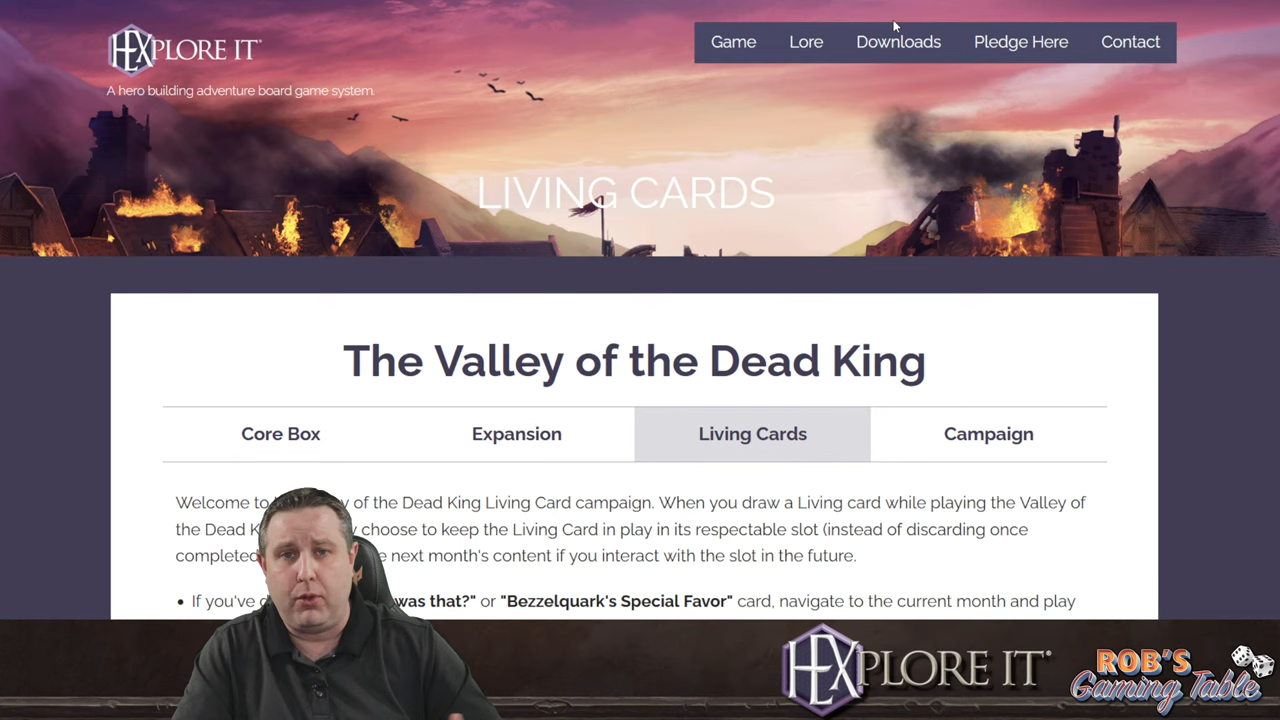 HEXPLORE IT®
A hero building adventure board game system.
Game Lore Downloads Pledge Here Contact
LIVING CARDS
The Valley of the Dead King
Core Box Expansion Living Cards Campaign
Welcome to of the Dead King Living Card campaign. When you draw a Living card while playing the Valley of
the Dead choose to keep the Living Card in play in its respectable slot (instead of discarding once
completed next month's content if you interact with the slot in the future.
• If you've was that?" or "Bezzelquark's Special Favor" card, navigate to the current month and play
HEXPLORE IT®
ROB'S
Gaming Table